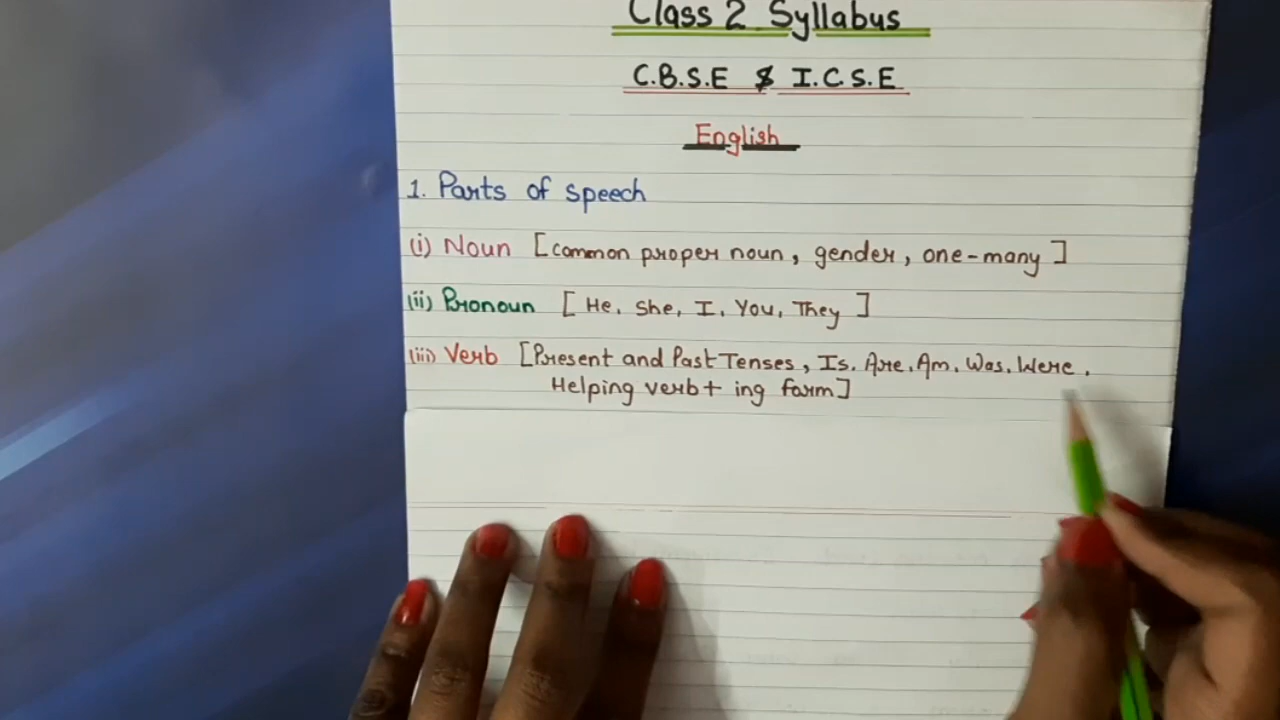 Class 2 Syllabus
C.B.S.E & I.C.S.E
English
1. Parts of speech
(i) Noun [common proper noun, gender, one-many]
(ii) Pronoun [He, She, I, You, They]
(iii) Verb [Present and Past Tenses, Is, Are, Am, Was, Were,
Helping verb+ ing farm]